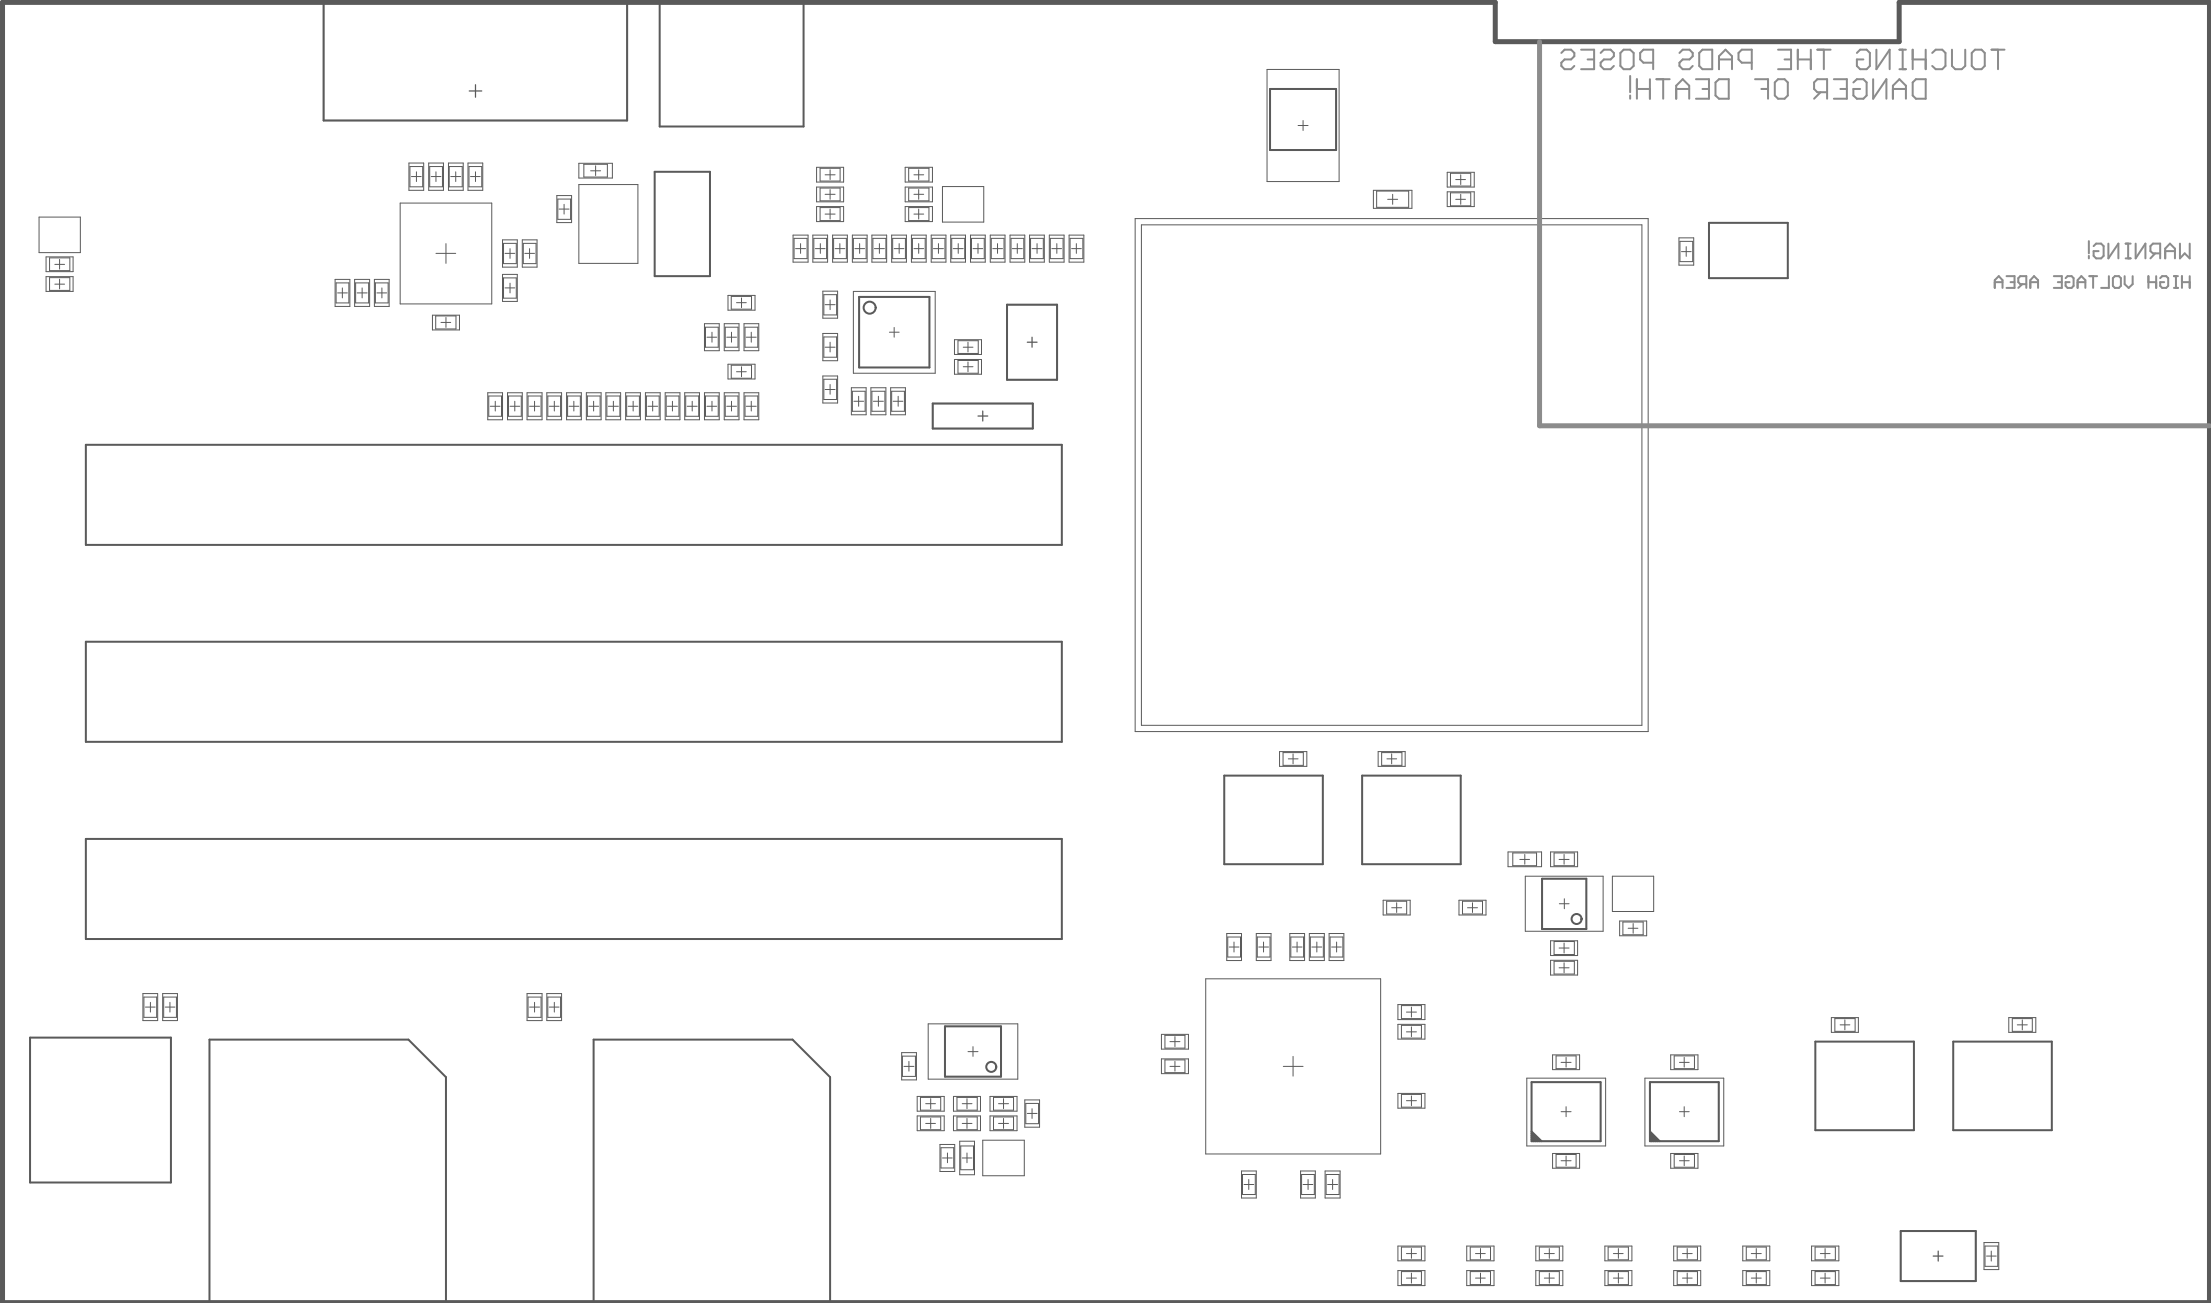 TOUCHING THE PADS POSES
DANGER OF DEATH!
WARNING!
HIGH VOLTAGE AREA